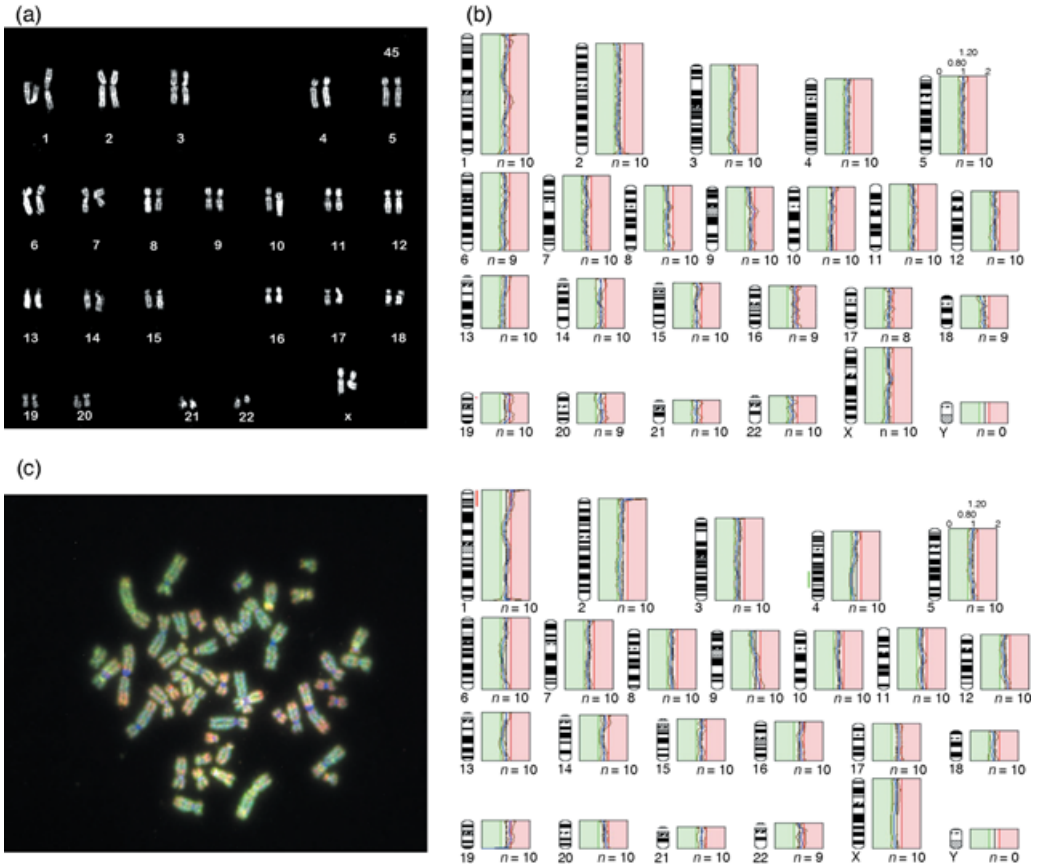 (a)
45
1 2 3 4 5
6 7 8 9 10 11 12
13 14 15 16 17 18
19 20 21 22 x
(b)
1.20
0.80
0 1 2
1 n = 10 2 n = 10 3 n = 10 4 n = 10 5 n = 10
6 n = 9 7 n = 10 8 n = 10 9 n = 10 10 n = 10 11 n = 10 12 n = 10
13 n = 10 14 n = 10 15 n = 10 16 n = 9 17 n = 8 18 n = 9
19 n = 10 20 n = 9 21 n = 10 22 n = 10 X n = 10 Y n = 0
(c)
1.20
0.80
0 1 2
1 n = 10 2 n = 10 3 n = 10 4 n = 10 5 n = 10
6 n = 10 7 n = 10 8 n = 10 9 n = 10 10 n = 10 11 n = 10 12 n = 10
13 n = 10 14 n = 10 15 n = 10 16 n = 10 17 n = 10 18 n = 10
19 n = 10 20 n = 10 21 n = 10 22 n = 9 X n = 10 Y n = 0